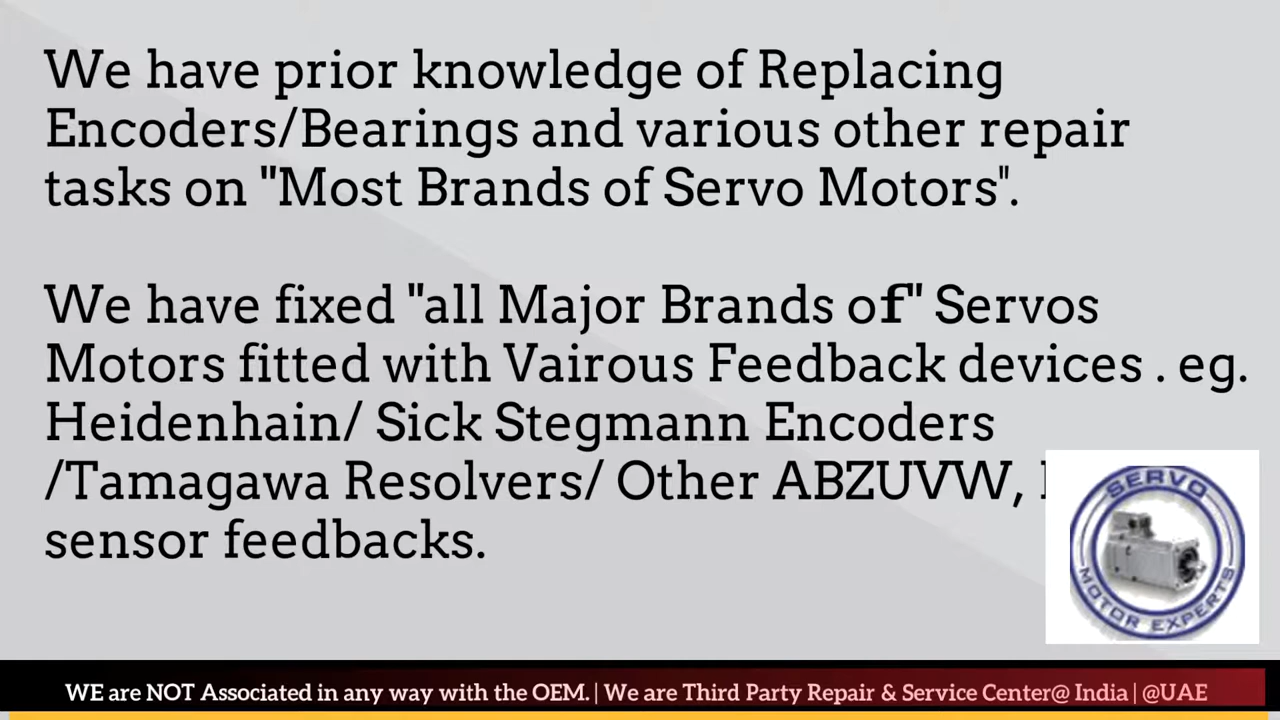 We have prior knowledge of Replacing
Encoders/Bearings and various other repair
tasks on "Most Brands of Servo Motors".
We have fixed "all Major Brands of" Servos
Motors fitted with Vairous Feedback devices . eg.
Heidenhain/ Sick Stegmann Encoders
/Tamagawa Resolvers/ Other ABZUVW,
sensor feedbacks.
SERVO
MOTOR EXPERTS
WE are NOT Associated in any way with the OEM. | We are Third Party Repair & Service Center@ India | @UAE